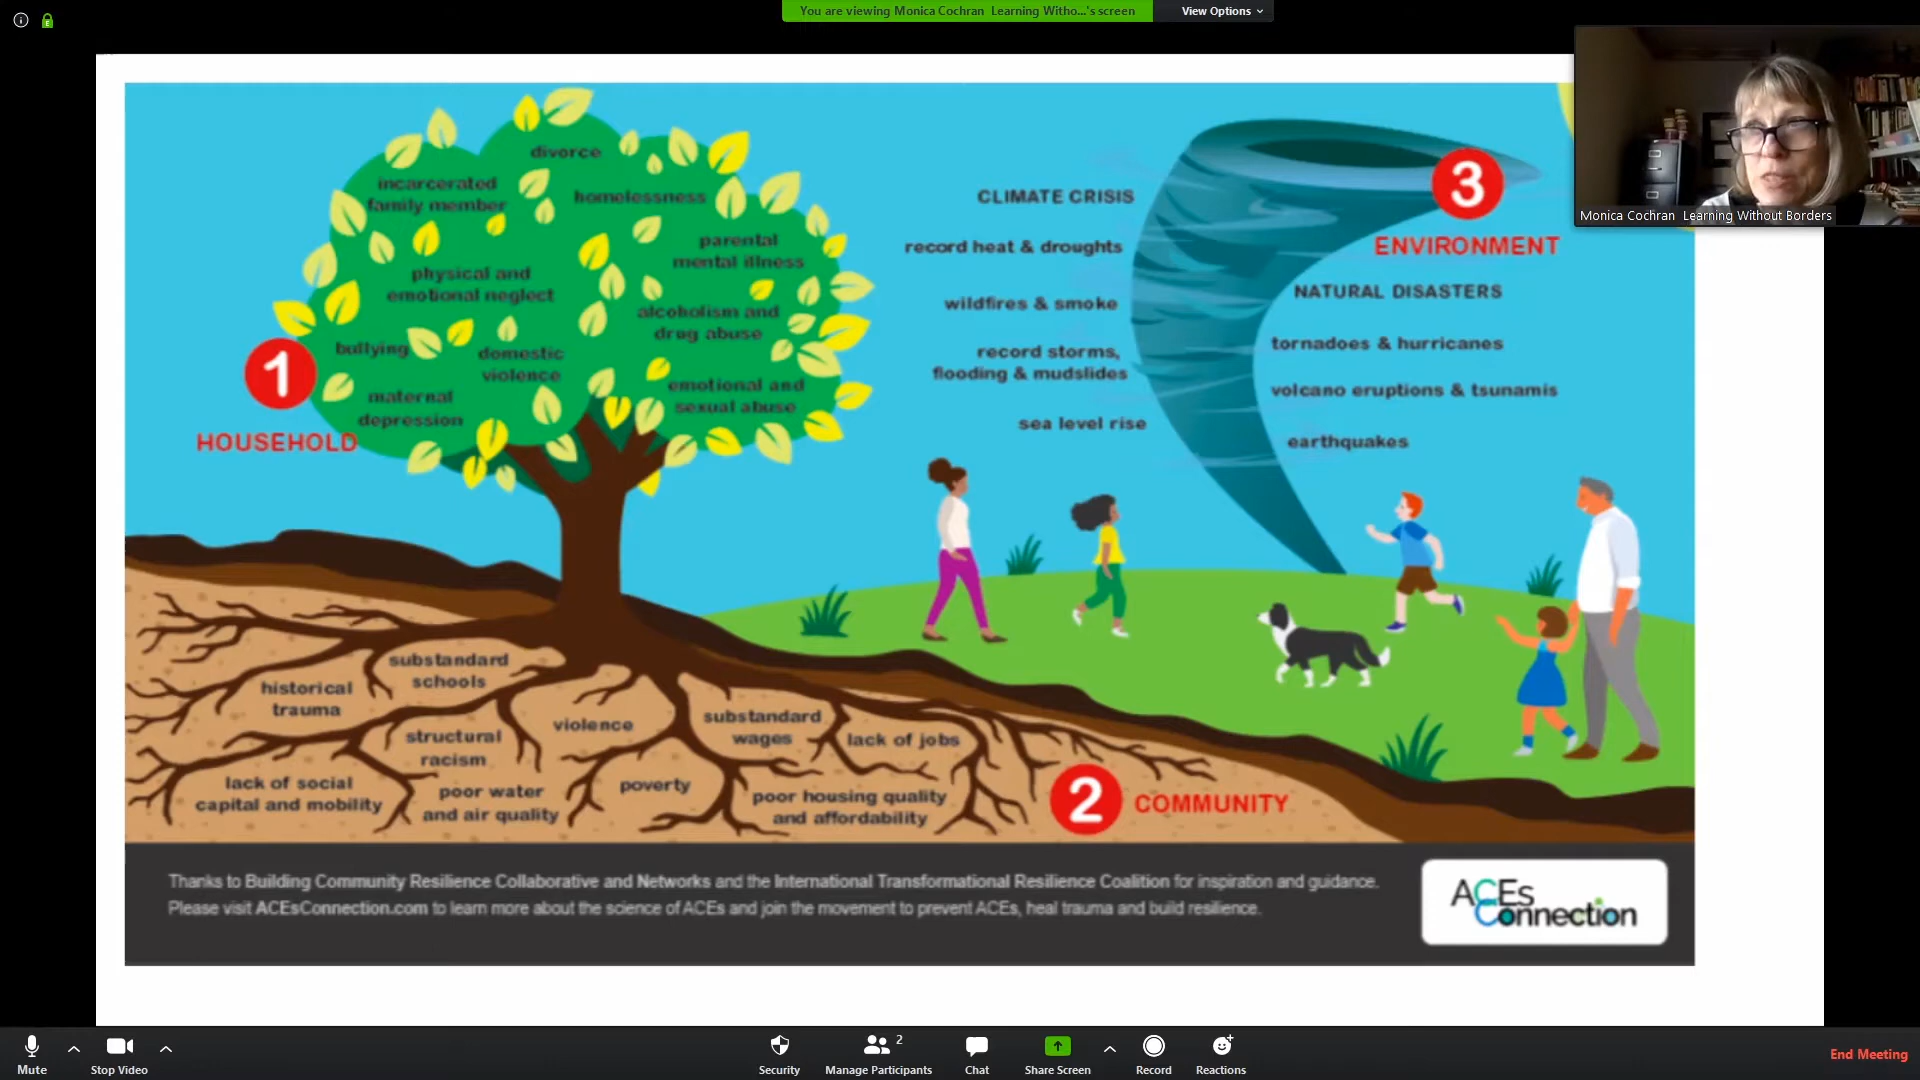 You are viewing Monica Cochran Learning Witho...'s screen
View Options
Monica Cochran Learning Without Borders
divorce
incarcerated
family member
homelessness
parental
mental illness
physical and
emotional neglect
alcoholism and
drug abuse
bullying
domestic
violence
maternal
depression
emotional and
sexual abuse
1
HOUSEHOLD
CLIMATE CRISIS
record heat & droughts
wildfires & smoke
record storms,
flooding & mudslides
sea level rise
3
ENVIRONMENT
NATURAL DISASTERS
tornadoes & hurricanes
volcano eruptions & tsunamis
earthquakes
substandard
schools
historical
trauma
structural
racism
violence
substandard
wages
lack of jobs
lack of social
capital and mobility
poor water
and air quality
poverty
poor housing quality
and affordability
2
COMMUNITY
Thanks to Building Community Resilience Collaborative and Networks and the International Transformational Resilience Coalition for inspiration and guidance.
Please visit ACEsConnection.com to learn more about the science of ACEs and join the movement to prevent ACEs, heal trauma and build resilience.
ACEs
Connection
Mute
Stop Video
Security
2
Manage Participants
Chat
Share Screen
Record
Reactions
End Meeting